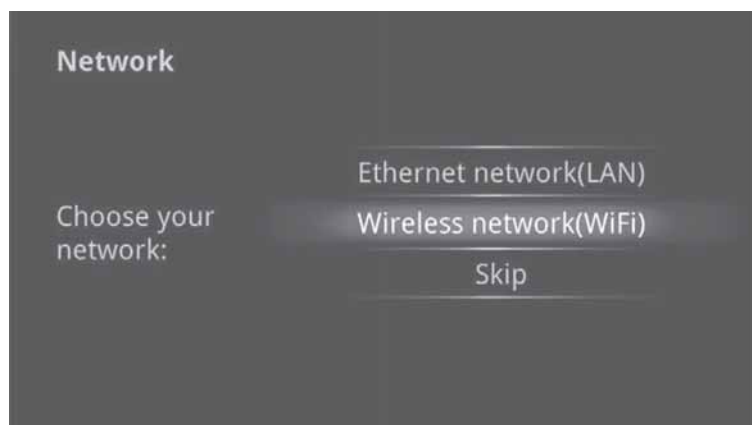 Network
Ethernet network(LAN)
Choose your
network:
Wireless network(WiFi)
Skip